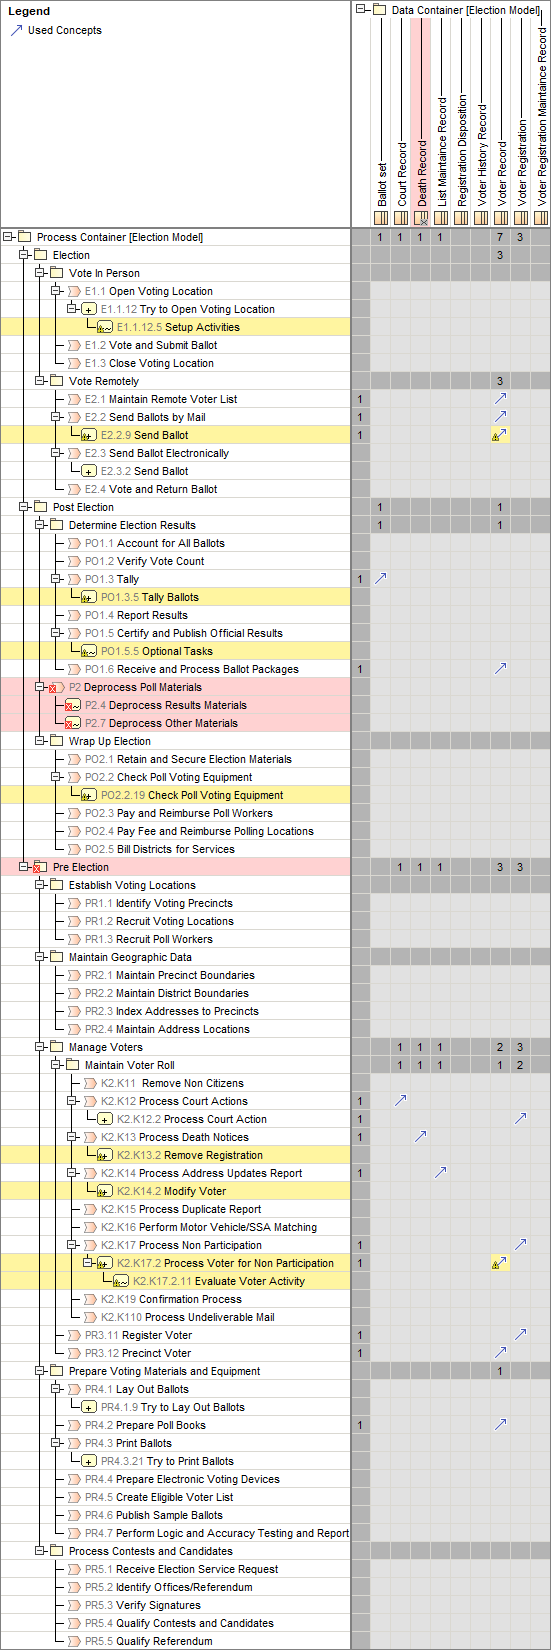 Legend
Used Concepts
Data Container [Election Model]
Ballot set
Court Record
Death Record
List Maintaince Record
Registration Disposition
Voter History Record
Voter Record
Voter Registration
Voter Registration Maintaince Record
Process Container [Election Model] 1 1 1 1 7 3
Election 3
Vote In Person
E1.1 Open Voting Location
E1.1.12 Try to Open Voting Location
E1.1.12.5 Setup Activities
E1.2 Vote and Submit Ballot
E1.3 Close Voting Location
Vote Remotely 3
E2.1 Maintain Remote Voter List 1
E2.2 Send Ballots by Mail 1
E2.2.9 Send Ballot 1
E2.3 Send Ballot Electronically
E2.3.2 Send Ballot
E2.4 Vote and Return Ballot
Post Election 1 1
Determine Election Results 1 1
PO1.1 Account for All Ballots
PO1.2 Verify Vote Count
PO1.3 Tally 1
PO1.3.5 Tally Ballots
PO1.4 Report Results
PO1.5 Certify and Publish Official Results
PO1.5.5 Optional Tasks
PO1.6 Receive and Process Ballot Packages 1
P2 Deprocess Poll Materials
P2.4 Deprocess Results Materials
P2.7 Deprocess Other Materials
Wrap Up Election
PO2.1 Retain and Secure Election Materials
PO2.2 Check Poll Voting Equipment
PO2.2.19 Check Poll Voting Equipment
PO2.3 Pay and Reimburse Poll Workers
PO2.4 Pay Fee and Reimburse Polling Locations
PO2.5 Bill Districts for Services
Pre Election 1 1 1 3 3
Establish Voting Locations
PR1.1 Identify Voting Precincts
PR1.2 Recruit Voting Locations
PR1.3 Recruit Poll Workers
Maintain Geographic Data
PR2.1 Maintain Precinct Boundaries
PR2.2 Maintain District Boundaries
PR2.3 Index Addresses to Precincts
PR2.4 Maintain Address Locations
Manage Voters 1 1 1 2 3
Maintain Voter Roll 1 1 1 1 2
K2.K11 Remove Non Citizens
K2.K12 Process Court Actions 1
K2.K12.2 Process Court Action 1
K2.K13 Process Death Notices 1
K2.K13.2 Remove Registration
K2.K14 Process Address Updates Report 1
K2.K14.2 Modify Voter
K2.K15 Process Duplicate Report
K2.K16 Perform Motor Vehicle/SSA Matching
K2.K17 Process Non Participation 1
K2.K17.2 Process Voter for Non Participation 1
K2.K17.2.11 Evaluate Voter Activity
K2.K19 Confirmation Process
K2.K110 Process Undeliverable Mail
PR3.11 Register Voter 1
PR3.12 Precinct Voter 1
Prepare Voting Materials and Equipment 1
PR4.1 Lay Out Ballots
PR4.1.9 Try to Lay Out Ballots
PR4.2 Prepare Poll Books 1
PR4.3 Print Ballots
PR4.3.21 Try to Print Ballots
PR4.4 Prepare Electronic Voting Devices
PR4.5 Create Eligible Voter List
PR4.6 Publish Sample Ballots
PR4.7 Perform Logic and Accuracy Testing and Report
Process Contests and Candidates
PR5.1 Receive Election Service Request
PR5.2 Identify Offices/Referendum
PR5.3 Verify Signatures
PR5.4 Qualify Contests and Candidates
PR5.5 Qualify Referendum